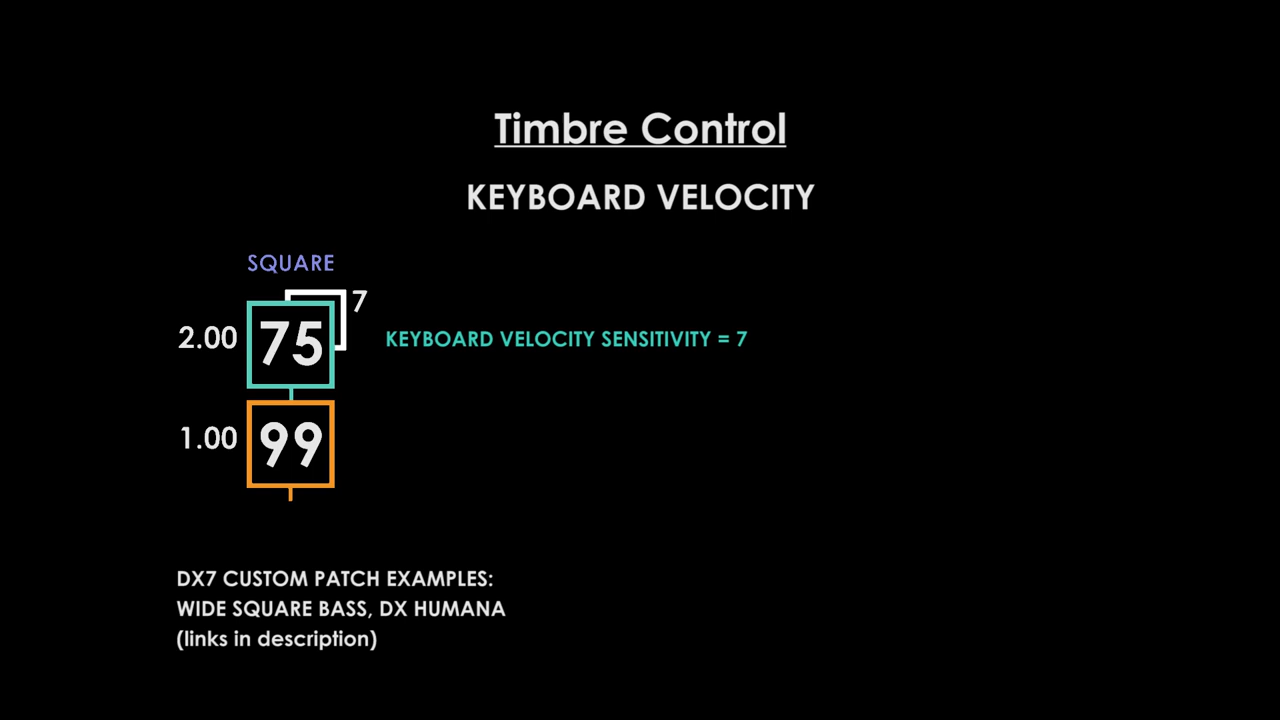 Timbre Control
KEYBOARD VELOCITY
SQUARE
7
2.00
75
KEYBOARD VELOCITY SENSITIVITY = 7
1.00
99
DX7 CUSTOM PATCH EXAMPLES:
WIDE SQUARE BASS, DX HUMANA
(links in description)